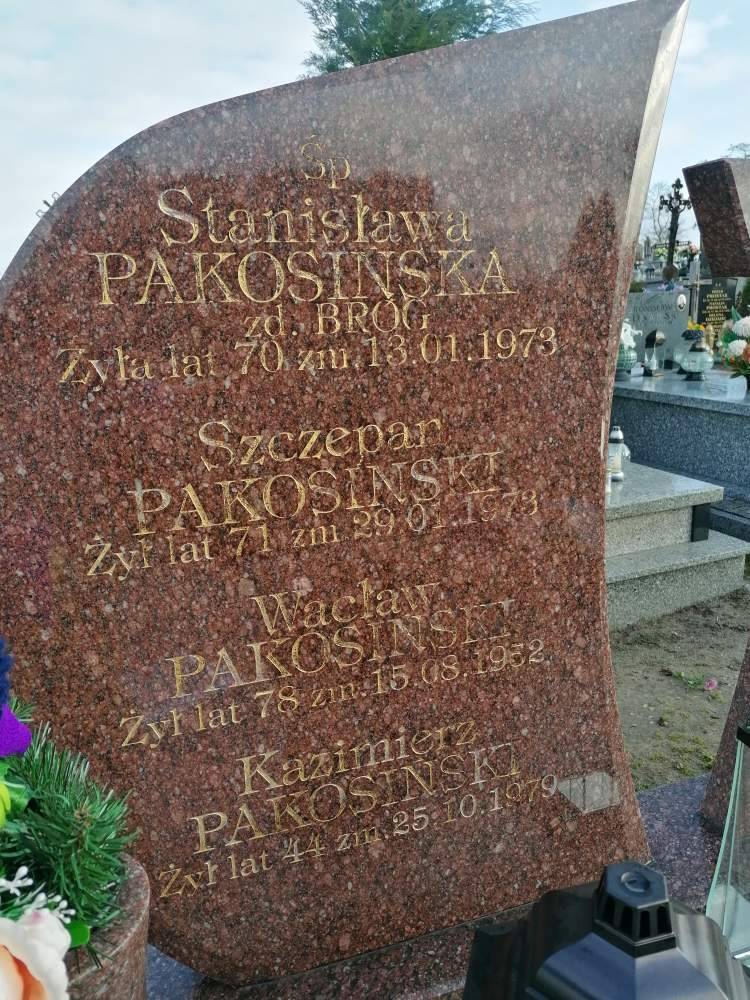 Śp
Stanisława
PAKOSIŃSKA
zd. BRÓG
Żyła lat 70 zm. 13.01.1973
Szczepan
PAKOSIŃSKI
Żył lat 71 zm 29.01.1973
Wacław
PAKOSIŃSKI
Żył lat 78 zm. 15.08.1952
Kazimierz
PAKOSIŃSKI
Żył lat 44 zm. 25.10.1979